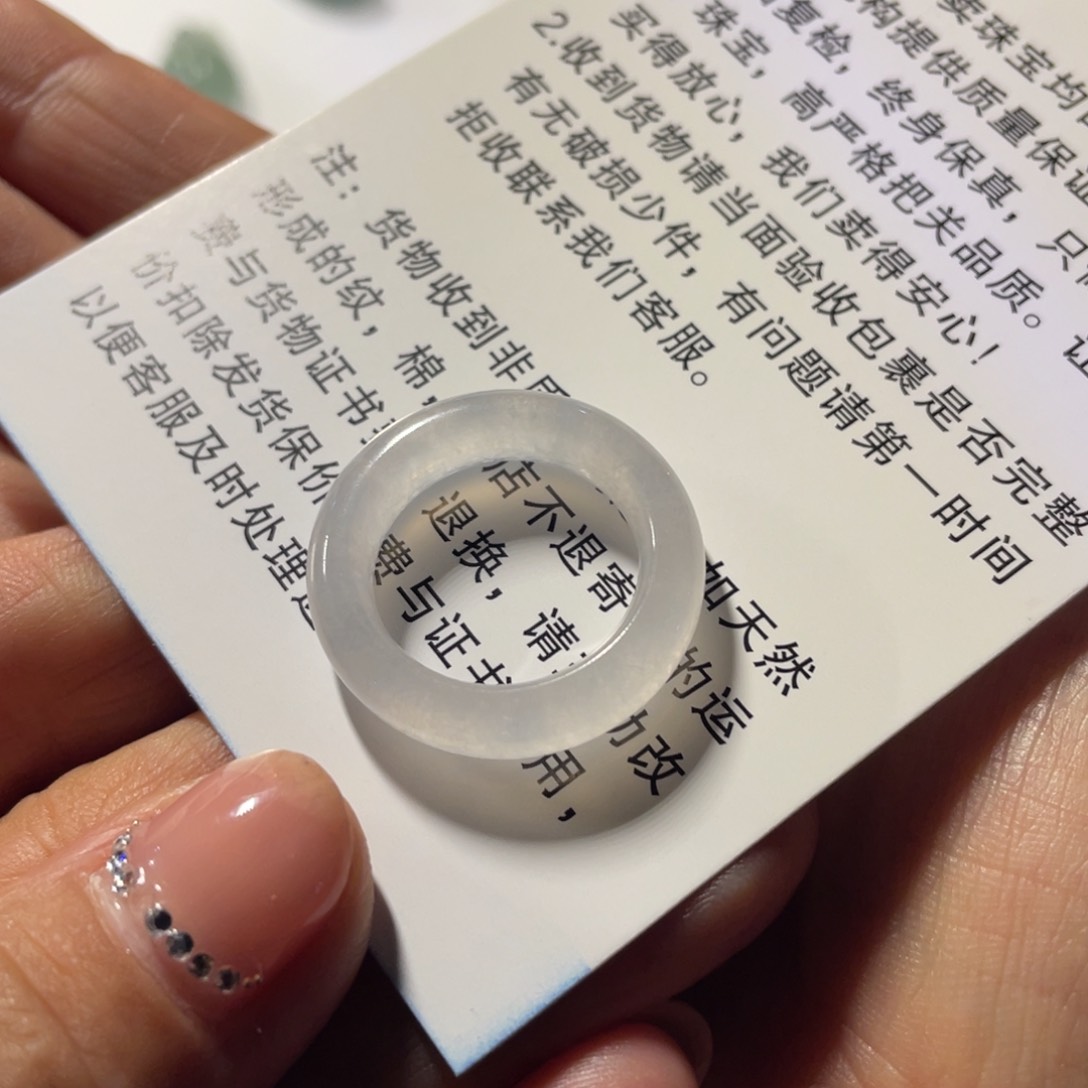 卖珠宝均
构提供质量保证
复检，终身保真，只
珠宝，高严格把关品质。
买得放心，我们卖得安心！
2.收到货物请当面验收包裹是否完整
有无破损少件，有问题请第一时间
拒收联系我们客服。
注：货物收到非 如天然
形成的纹，棉， 店不退寄 的运
费与货物证书 退换，请 改
价扣除发货保价 费与证书 用，
以便客服及时处理